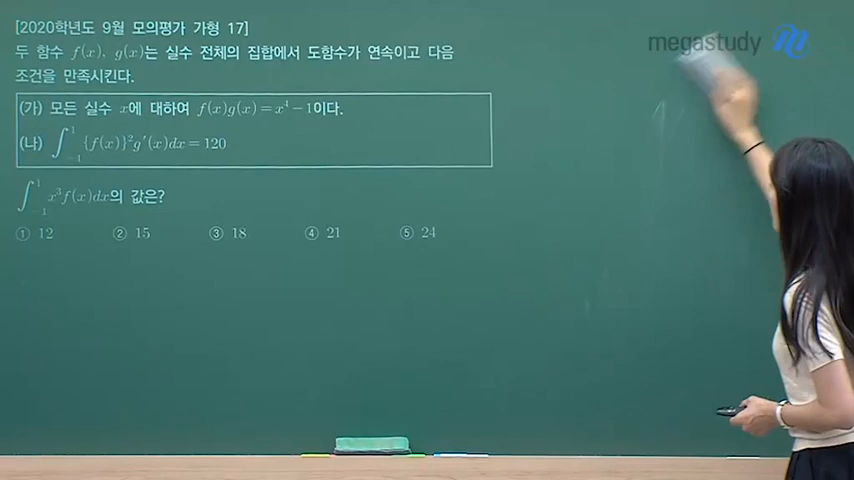 megastudy
[2020학년도 9월 모의평가 가형 17]
두 함수 f(x), g(x)는 실수 전체의 집합에서 도함수가 연속이고 다음
조건을 만족시킨다.
(가) 모든 실수 x에 대하여 f(x)g(x)=x⁴−1이다.
(나) ∫₋₁¹{f(x)}²g′(x)dx=120
∫₋₁¹x³f(x)dx의 값은?
① 12 ② 15 ③ 18 ④ 21 ⑤ 24